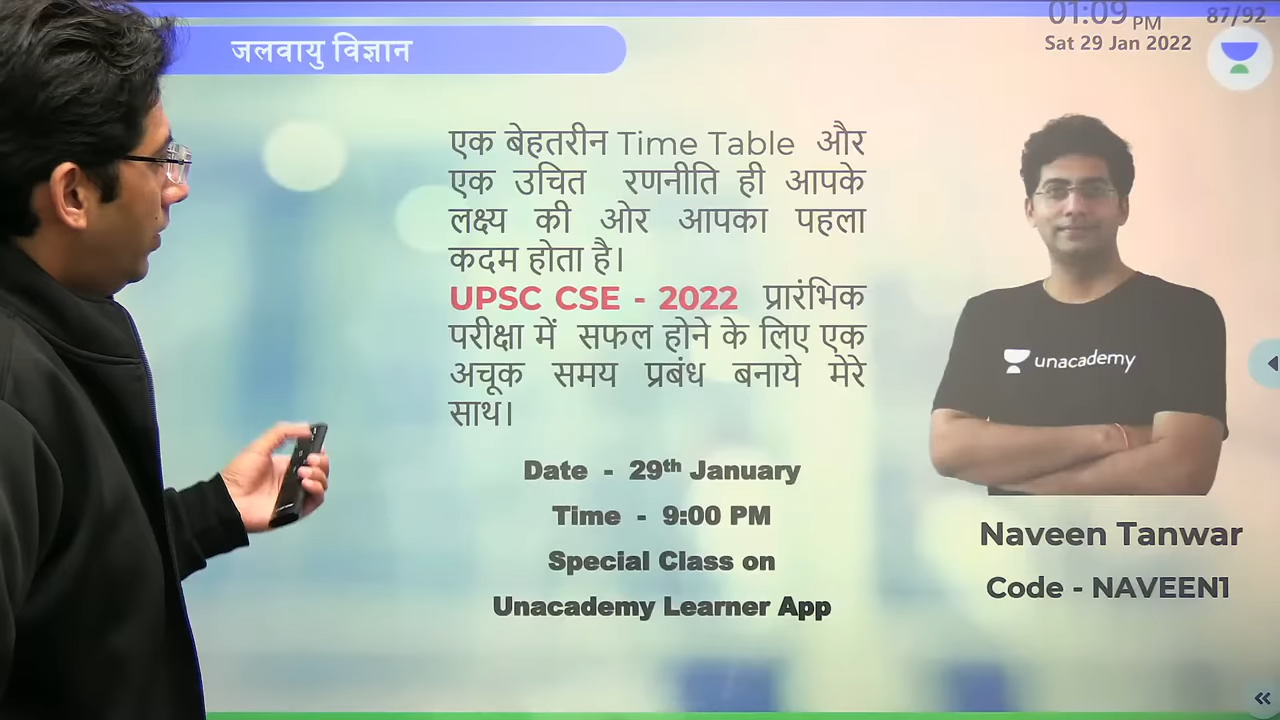 01:09 PM
87/92
Sat 29 Jan 2022
जलवायु विज्ञान
एक बेहतरीन Time Table और
एक उचित रणनीति ही आपके
लक्ष्य की ओर आपका पहला
कदम होता है।
UPSC CSE - 2022 प्रारंभिक
परीक्षा में सफल होने के लिए एक
अचूक समय प्रबंध बनाये मेरे
साथ।
Date - 29th January
Time - 9:00 PM
Special Class on
Unacademy Learner App
unacademy
Naveen Tanwar
Code - NAVEEN1